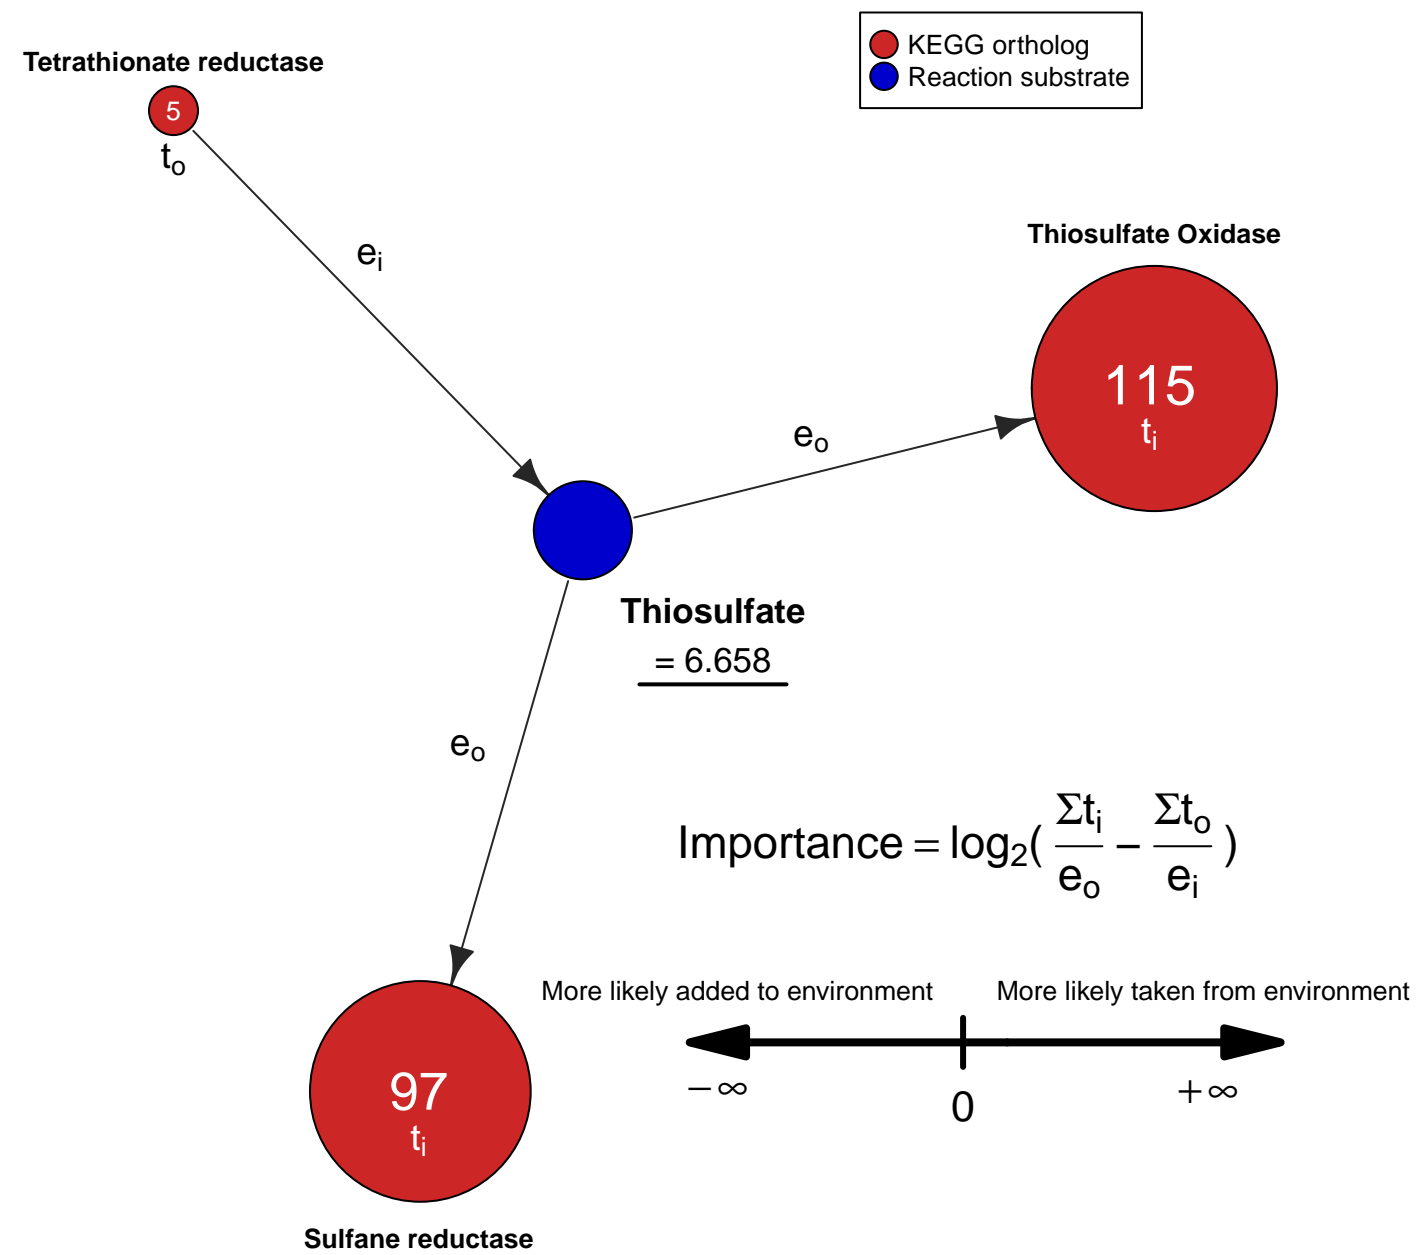 KEGG ortholog
Reaction substrate
Tetrathionate reductase
5
tₒ
eᵢ
Thiosulfate Oxidase
115
tᵢ
eₒ
Thiosulfate
= 6.658
eₒ
Importance = log₂( Σtᵢ/eₒ − Σtₒ/eᵢ )
More likely added to environment
More likely taken from environment
−∞
0
+∞
97
tᵢ
Sulfane reductase